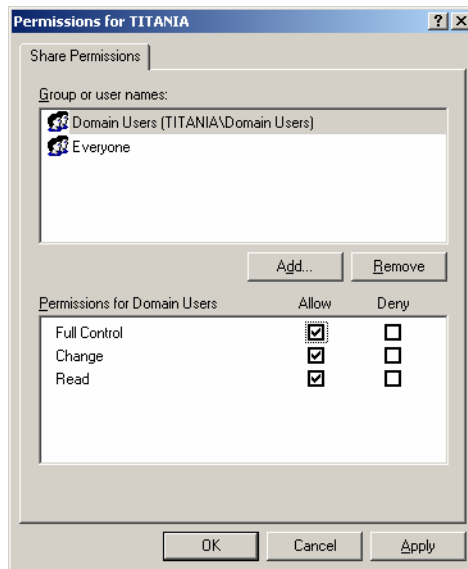 Permissions for TITANIA
Share Permissions
Group or user names:
Domain Users (TITANIA\Domain Users)
Everyone
Add... Remove
Permissions for Domain Users Allow Deny
Full Control
Change
Read
OK Cancel Apply